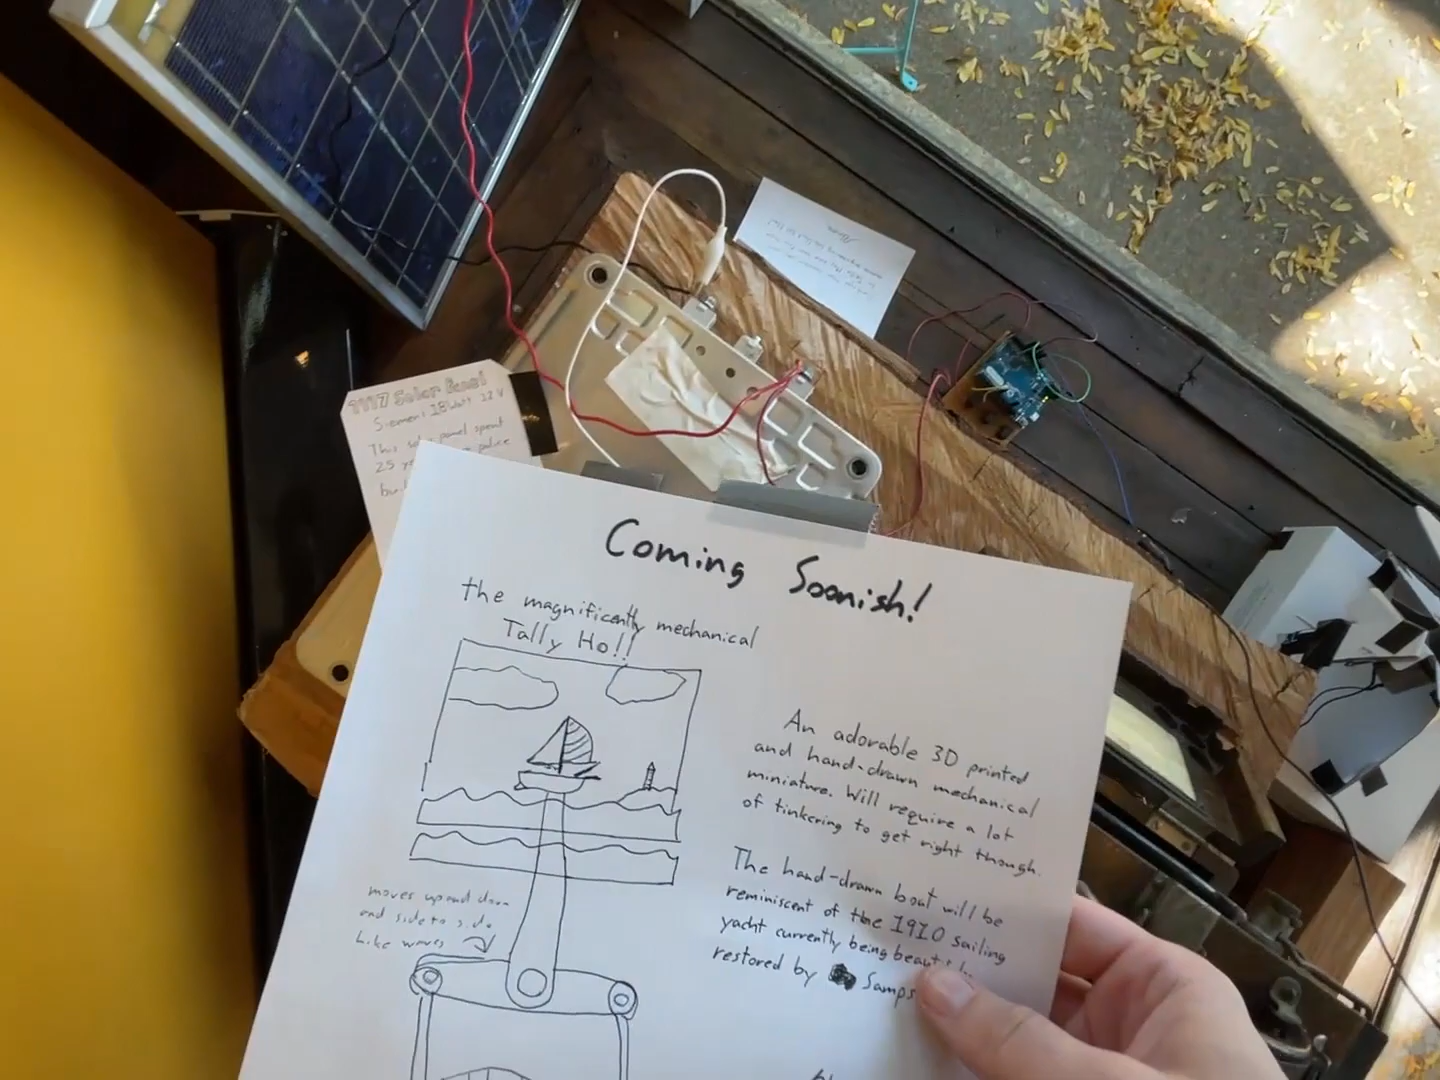 1117 Solar Panel
Siemens 18 Watt 12 V
This solar panel spent
25
Coming Soonish!
the magnificently mechanical
Tally Ho!!
An adorable 3D printed
and hand-drawn mechanical
miniature. Will require a lot
of tinkering to get right though.
The hand-drawn boat will be
reminiscent of the 1910 sailing
yacht currently being
restored by Samps
moves up and down
and side to side
like waves